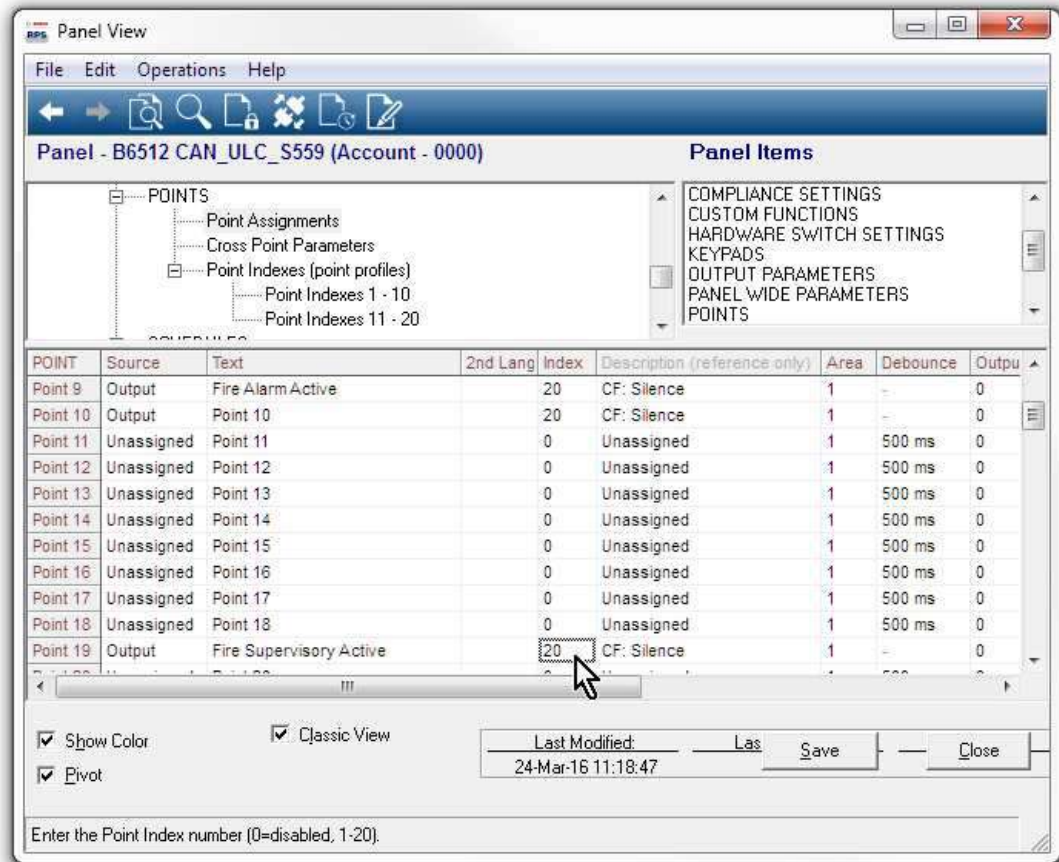 RPS Panel View
File Edit Operations Help
Panel - B6512 CAN_ULC_S559 (Account - 0000)
Panel Items
POINTS
Point Assignments
Cross Point Parameters
Point Indexes (point profiles)
Point Indexes 1 - 10
Point Indexes 11 - 20
COMPLIANCE SETTINGS
CUSTOM FUNCTIONS
HARDWARE SWITCH SETTINGS
KEYPADS
OUTPUT PARAMETERS
PANEL WIDE PARAMETERS
POINTS
POINT Source Text 2nd Lang Index Description (reference only) Area Debounce Outpu
Point 9 Output Fire Alarm Active 20 CF: Silence 1 - 0
Point 10 Output Point 10 20 CF: Silence 1 - 0
Point 11 Unassigned Point 11 0 Unassigned 1 500 ms 0
Point 12 Unassigned Point 12 0 Unassigned 1 500 ms 0
Point 13 Unassigned Point 13 0 Unassigned 1 500 ms 0
Point 14 Unassigned Point 14 0 Unassigned 1 500 ms 0
Point 15 Unassigned Point 15 0 Unassigned 1 500 ms 0
Point 16 Unassigned Point 16 0 Unassigned 1 500 ms 0
Point 17 Unassigned Point 17 0 Unassigned 1 500 ms 0
Point 18 Unassigned Point 18 0 Unassigned 1 500 ms 0
Point 19 Output Fire Supervisory Active 20 CF: Silence 1 - 0
Show Color
Classic View
Pivot
Last Modified:
24-Mar-16 11:18:47
Las
Save
Close
Enter the Point Index number (0=disabled, 1-20).